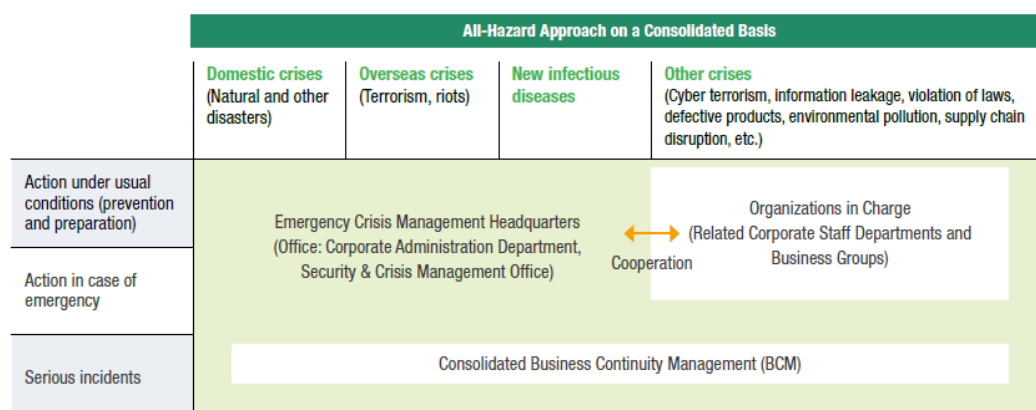 All-Hazard Approach on a Consolidated Basis
Domestic crises
(Natural and other
disasters)
Overseas crises
(Terrorism, riots)
New infectious
diseases
Other crises
(Cyber terrorism, information leakage, violation of laws,
defective products, environmental pollution, supply chain
disruption, etc.)
Action under usual
conditions (prevention
and preparation)
Emergency Crisis Management Headquarters
(Office: Corporate Administration Department,
Security & Crisis Management Office)
Cooperation
Organizations in Charge
(Related Corporate Staff Departments and
Business Groups)
Action in case of
emergency
Serious incidents
Consolidated Business Continuity Management (BCM)